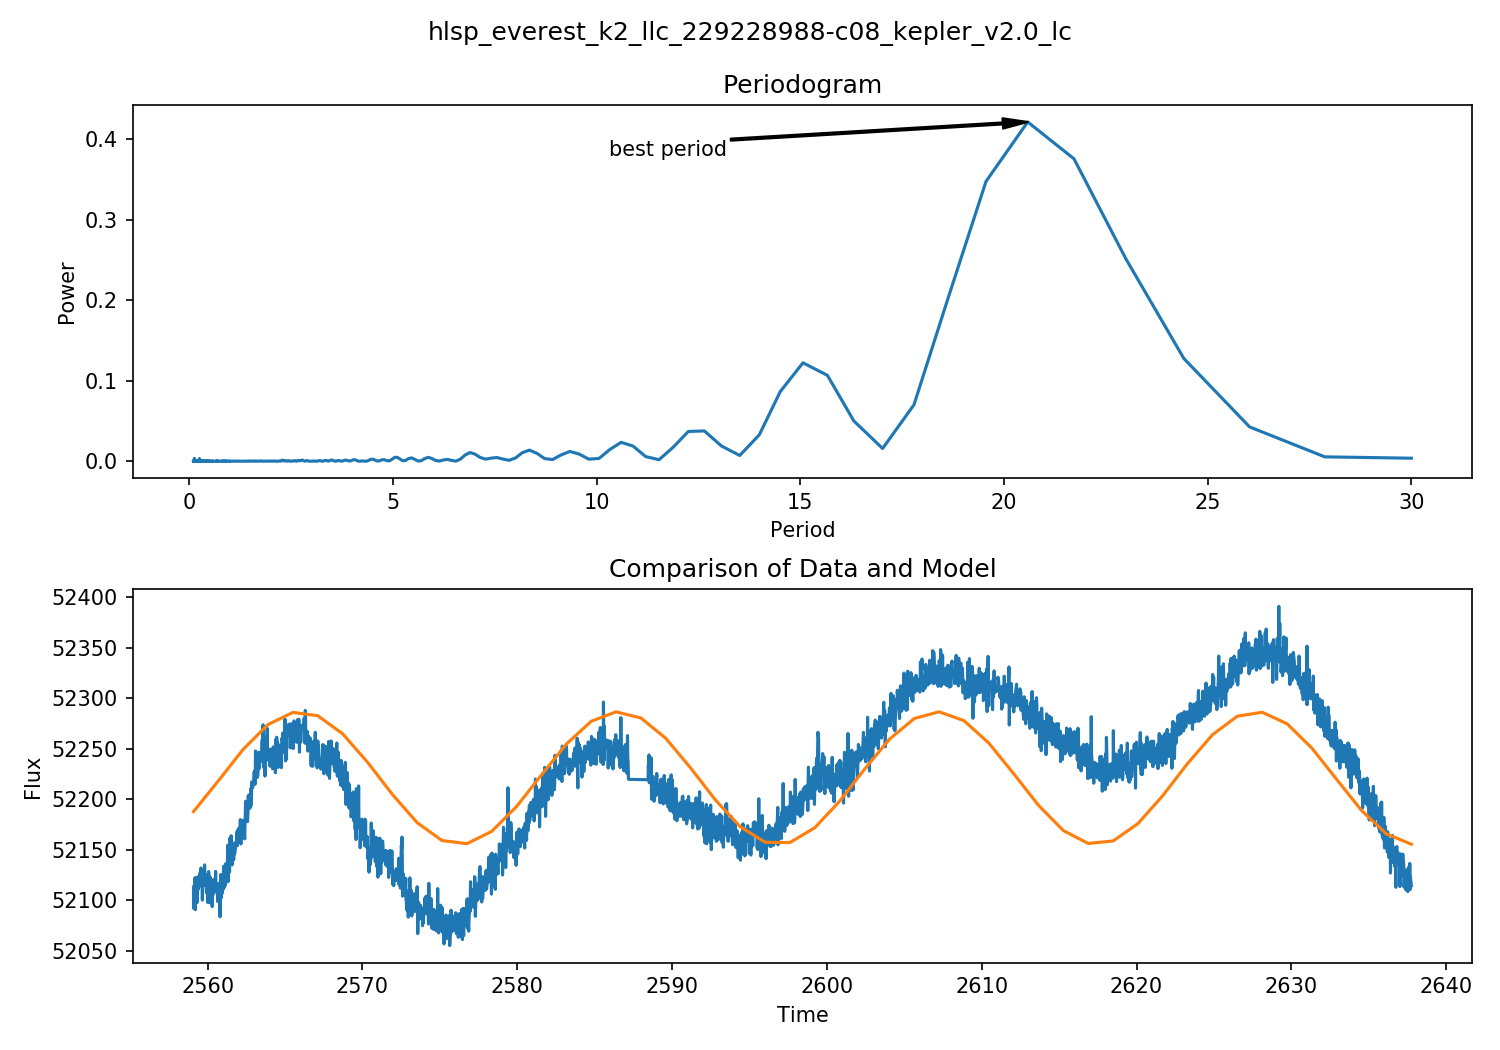 hlsp_everest_k2_llc_229228988-c08_kepler_v2.0_lc
Periodogram
best period
Power
0.4
0.3
0.2
0.1
0.0
0 5 10 15 20 25 30
Period
Comparison of Data and Model
Flux
52400
52350
52300
52250
52200
52150
52100
52050
2560 2570 2580 2590 2600 2610 2620 2630 2640
Time